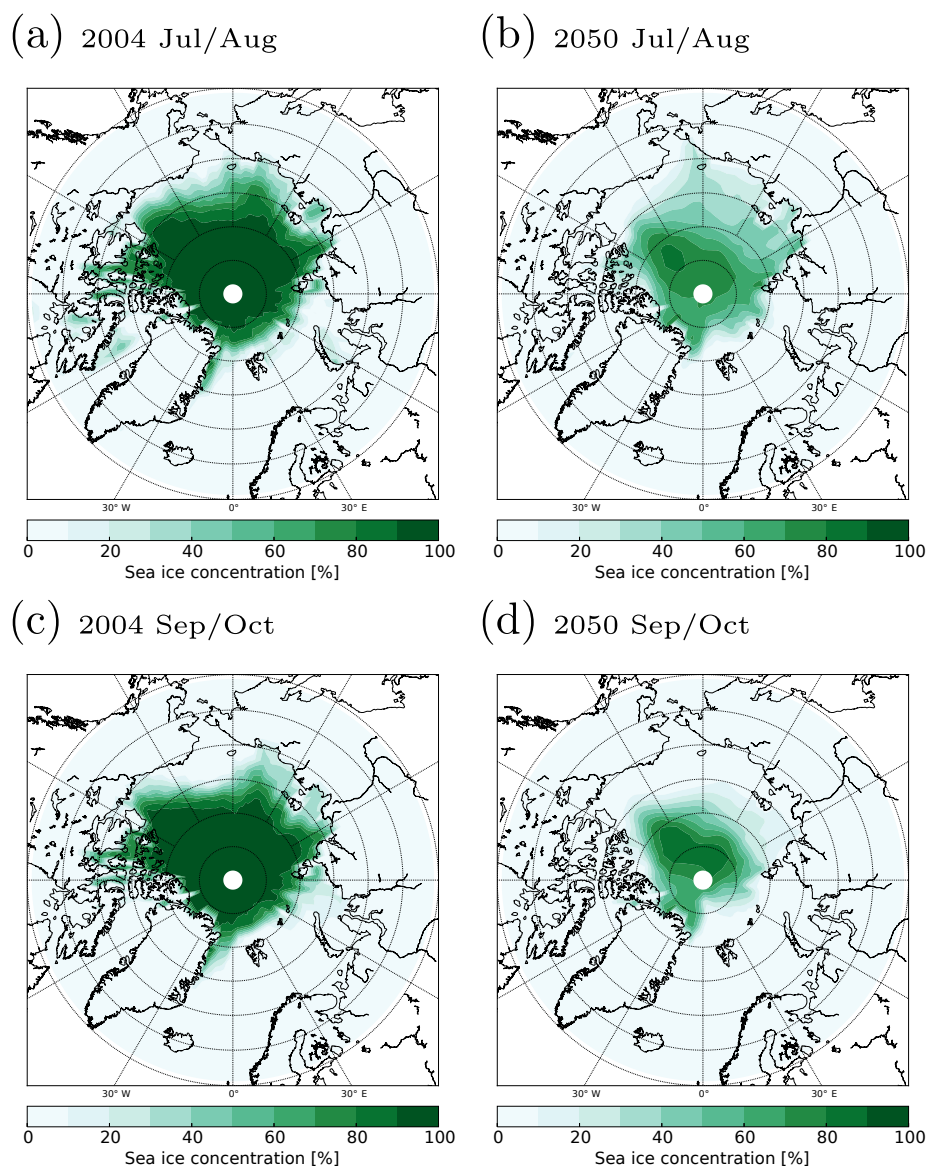 (a) 2004 Jul/Aug
(b) 2050 Jul/Aug
30° W 0° 30° E
30° W 0° 30° E
0 20 40 60 80 100
0 20 40 60 80 100
Sea ice concentration [%]
Sea ice concentration [%]
(c) 2004 Sep/Oct
(d) 2050 Sep/Oct
30° W 0° 30° E
30° W 0° 30° E
0 20 40 60 80 100
0 20 40 60 80 100
Sea ice concentration [%]
Sea ice concentration [%]